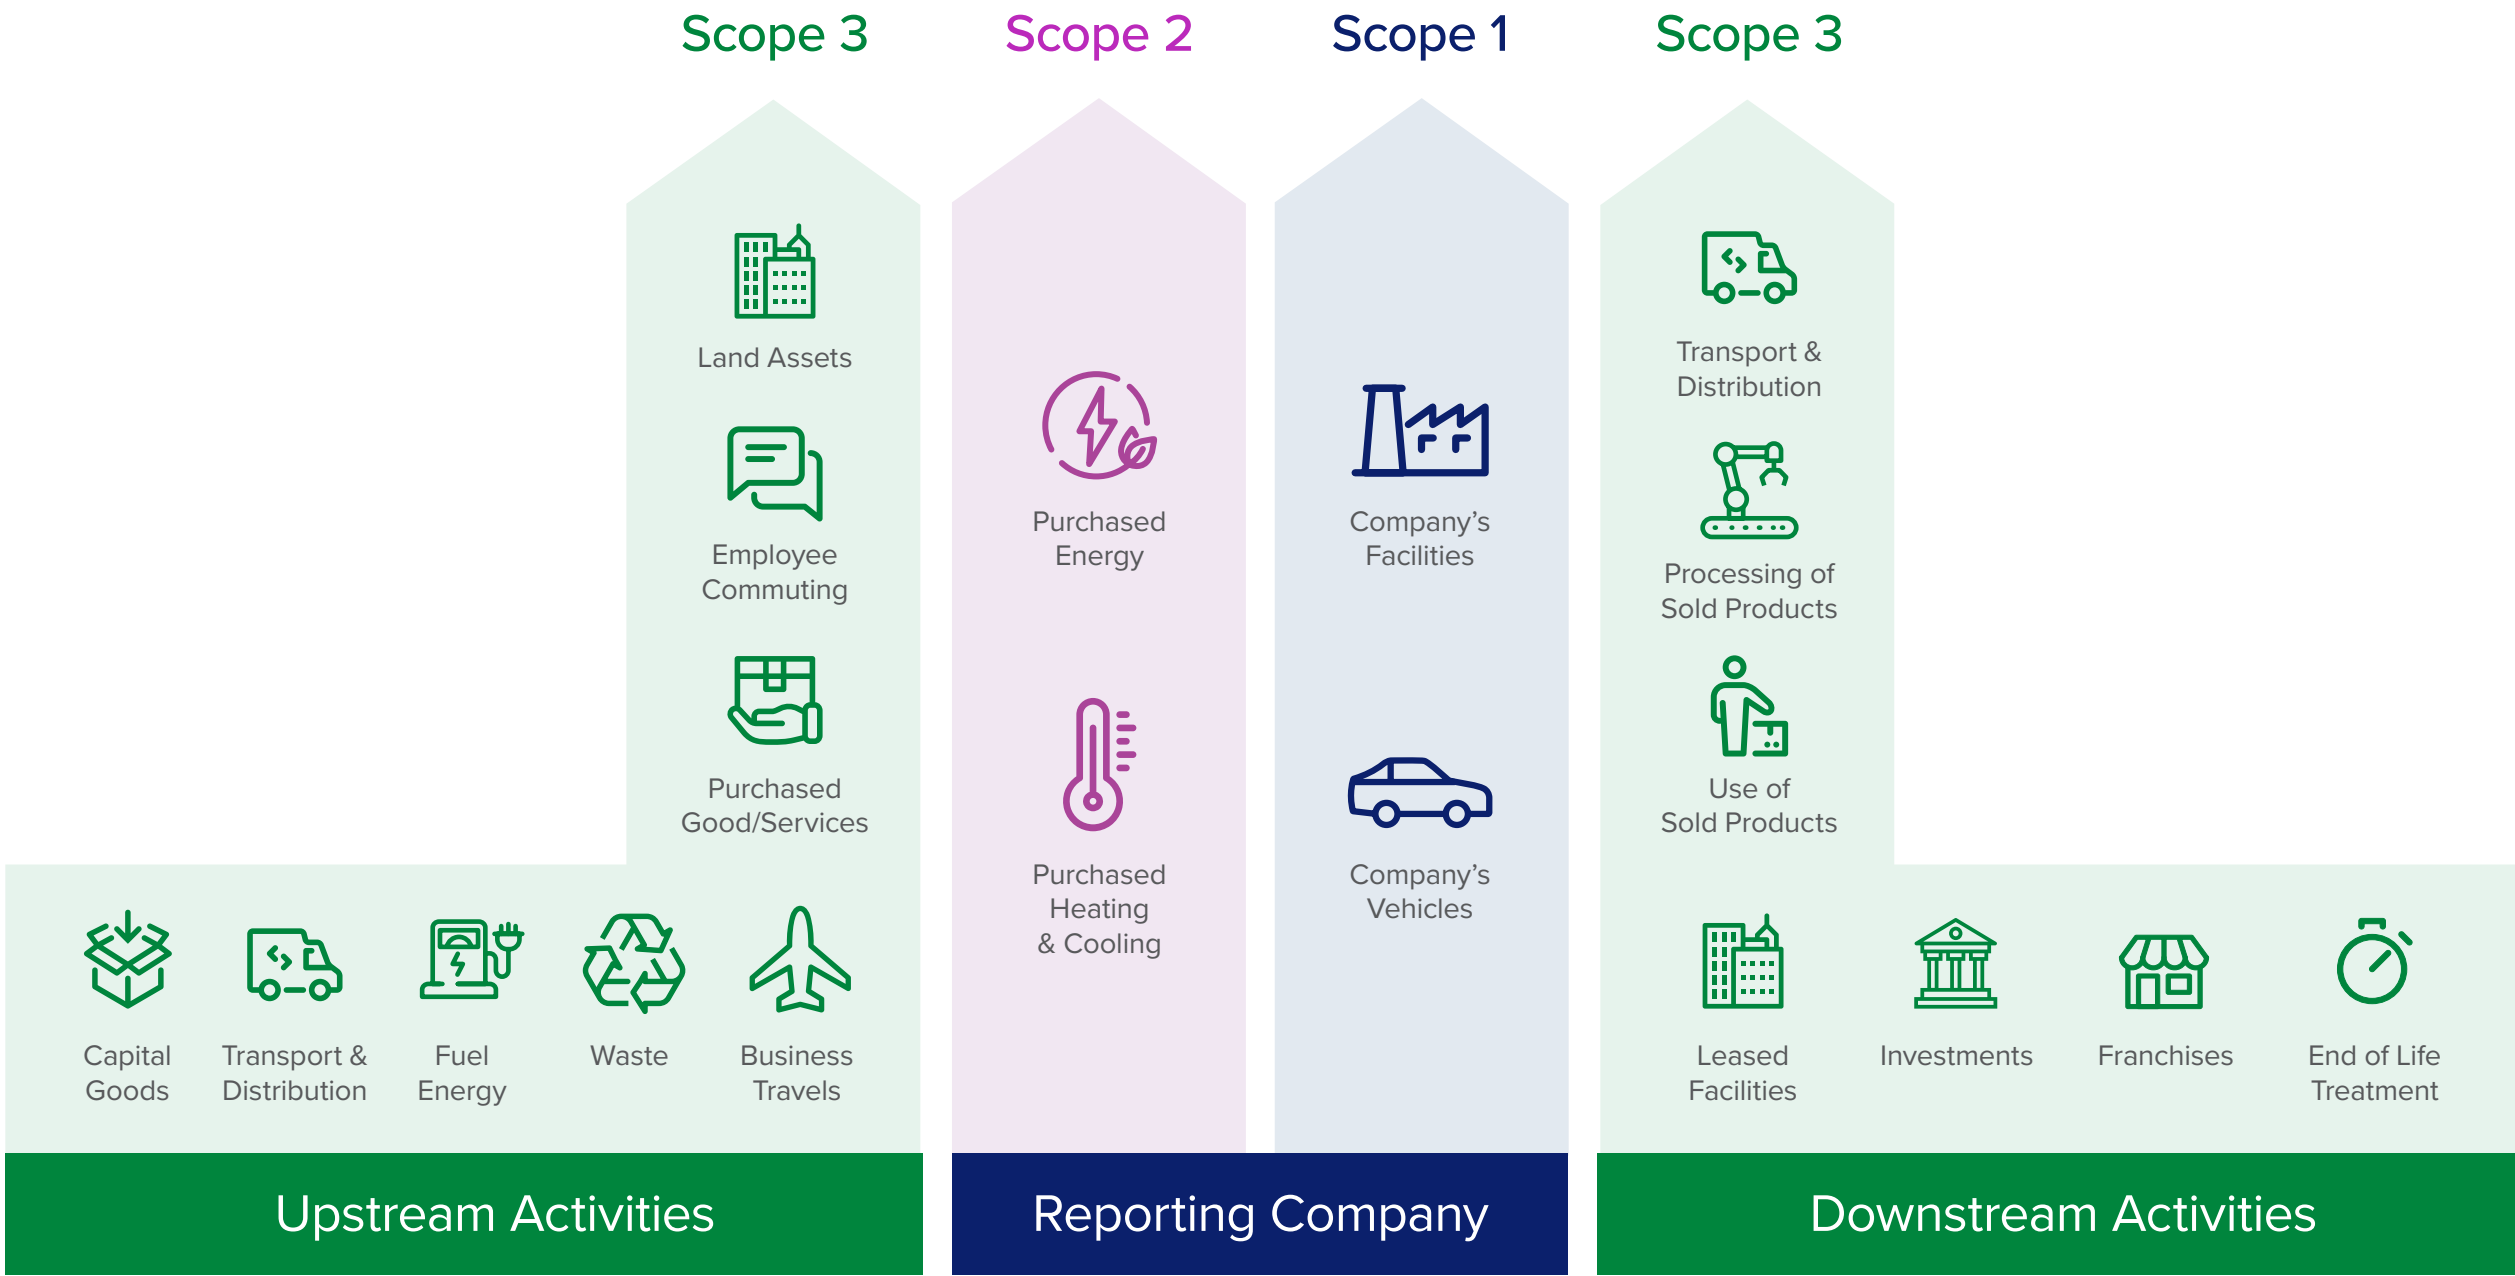 Scope 3
Scope 2
Scope 1
Scope 3
Land Assets
Employee
Commuting
Purchased
Good/Services
Capital
Goods
Transport &
Distribution
Fuel
Energy
Waste
Business
Travels
Purchased
Energy
Purchased
Heating
& Cooling
Company’s
Facilities
Company’s
Vehicles
Transport &
Distribution
Processing of
Sold Products
Use of
Sold Products
Leased
Facilities
Investments
Franchises
End of Life
Treatment
Upstream Activities
Reporting Company
Downstream Activities